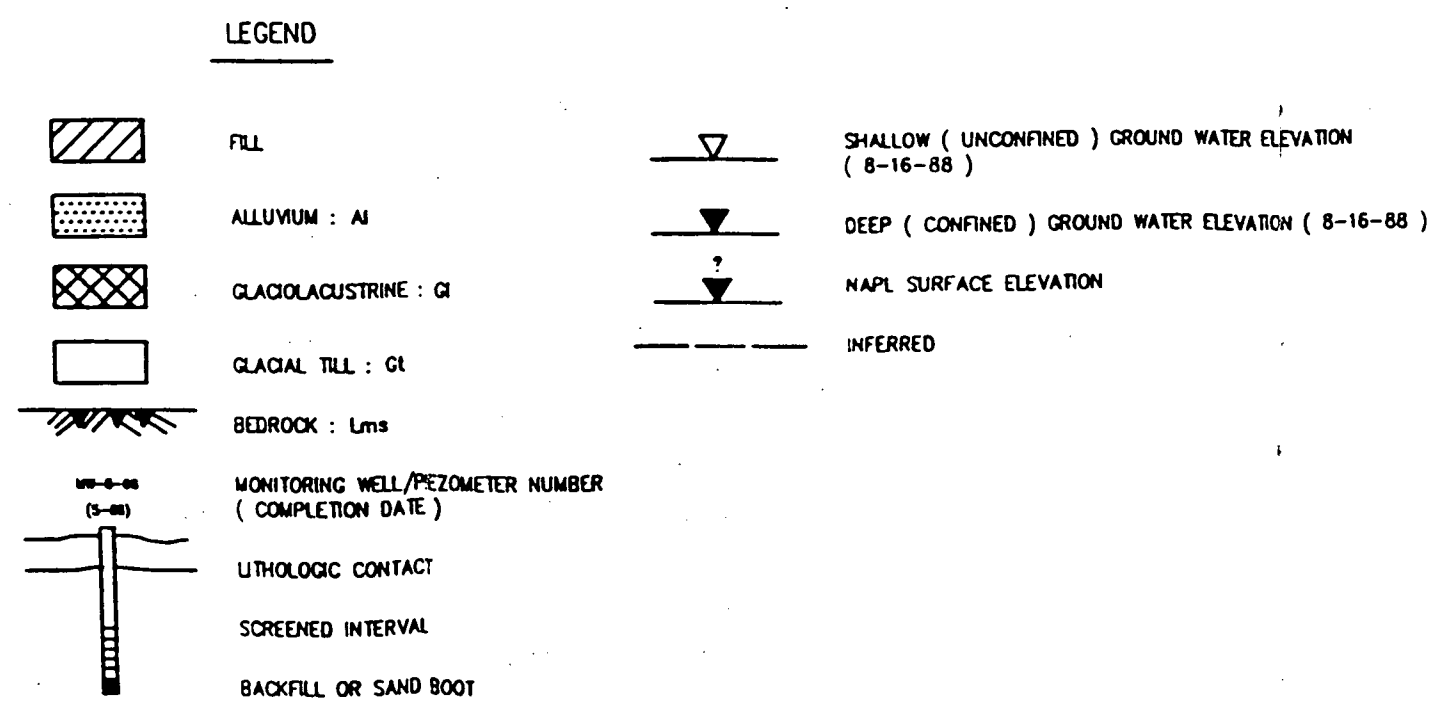 LEGEND
FILL
ALLUVIUM : Al
GLACIOLACUSTRINE : Gl
GLACIAL TILL : Gt
BEDROCK : Lms
MONITORING WELL/PIEZOMETER NUMBER
( COMPLETION DATE )
LITHOLOGIC CONTACT
SCREENED INTERVAL
BACKFILL OR SAND BOOT
SHALLOW ( UNCONFINED ) GROUND WATER ELEVATION
( 8-16-88 )
DEEP ( CONFINED ) GROUND WATER ELEVATION ( 8-16-88 )
?
NAPL SURFACE ELEVATION
INFERRED